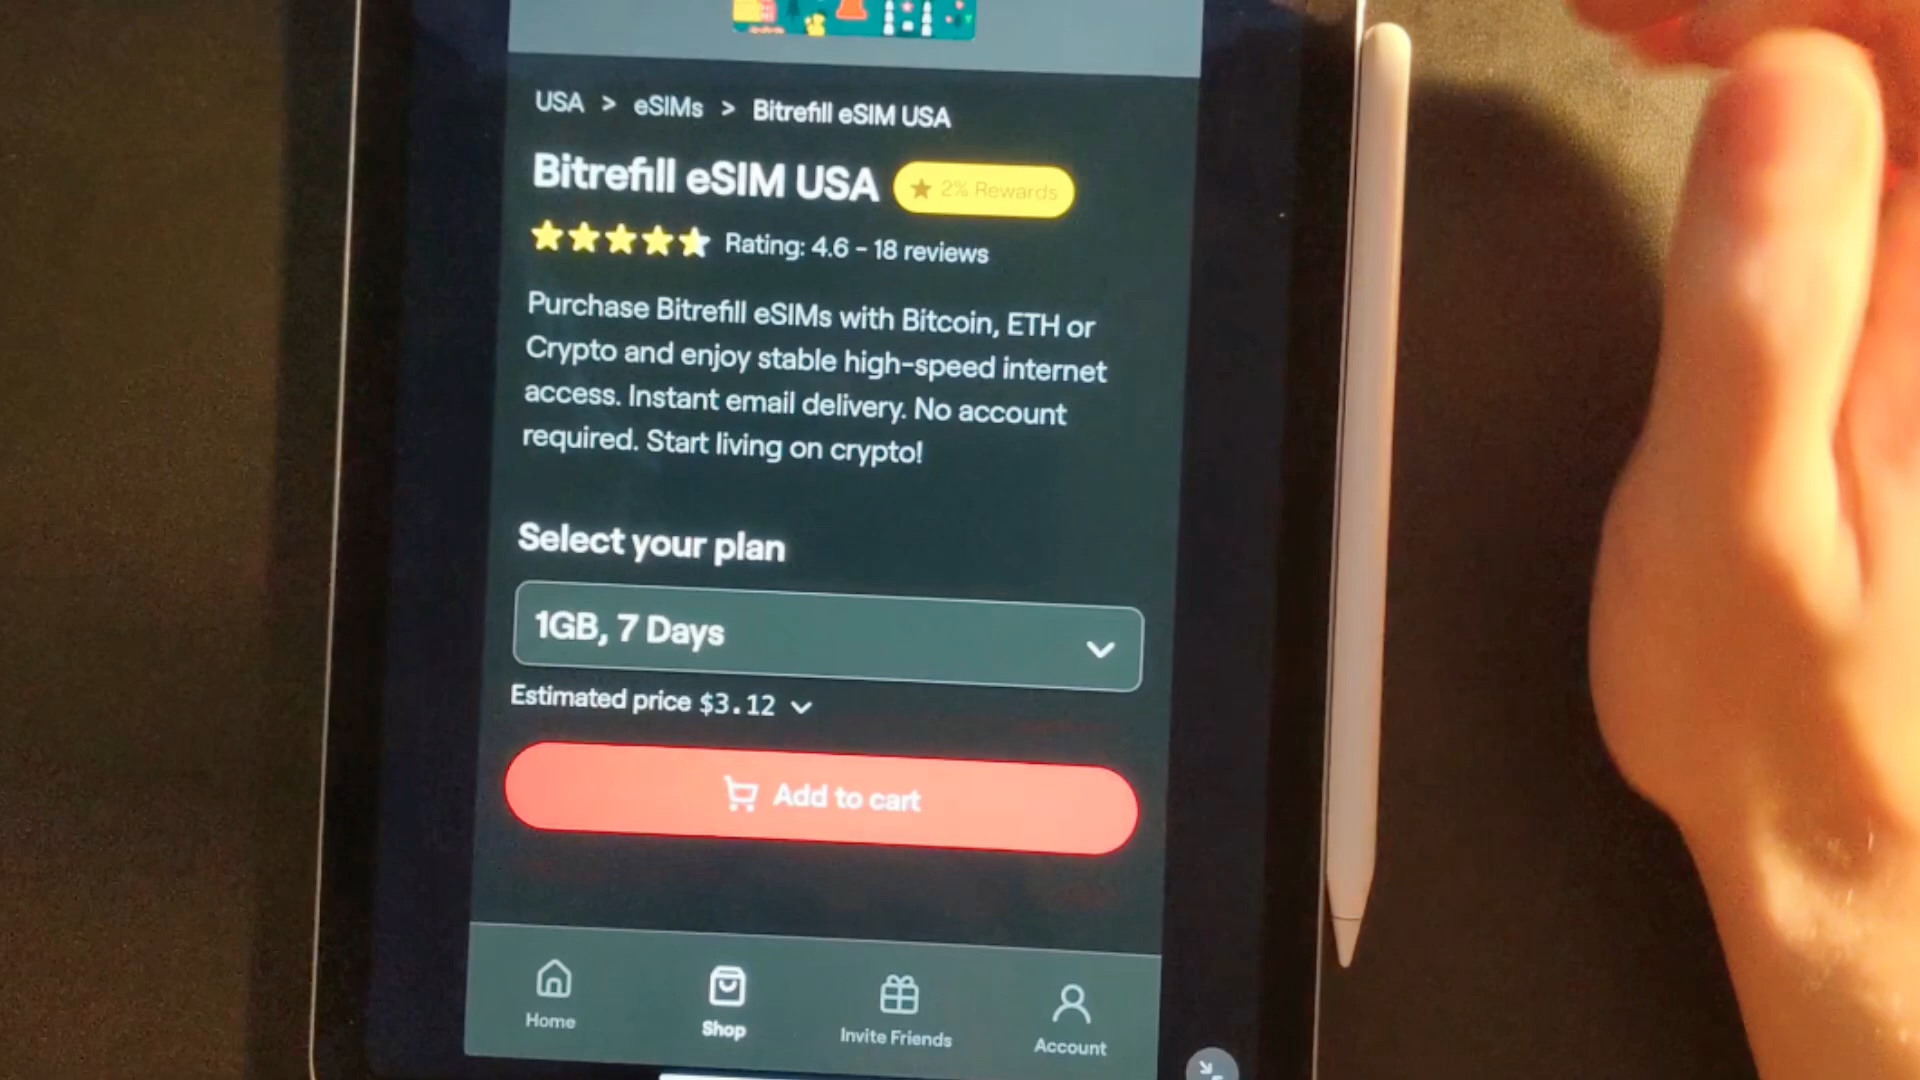 USA > eSIMs > Bitrefill eSIM USA
Bitrefill eSIM USA
2% Rewards
Rating: 4.6 - 18 reviews
Purchase Bitrefill eSIMs with Bitcoin, ETH or
Crypto and enjoy stable high-speed internet
access. Instant email delivery. No account
required. Start living on crypto!
Select your plan
1GB, 7 Days
Estimated price $3.12
Add to cart
Home
Shop
Invite Friends
Account